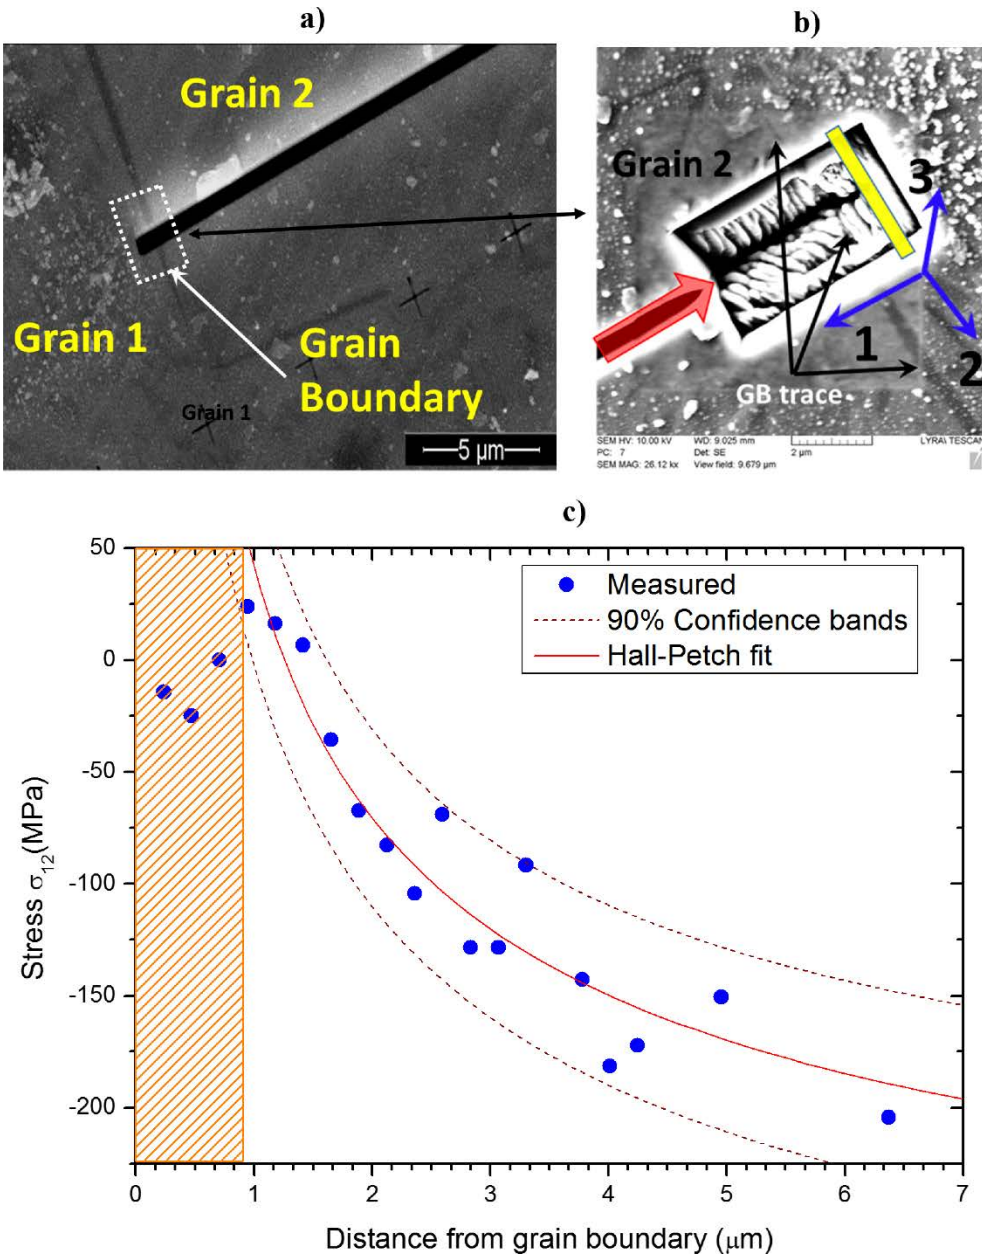 a)
Grain 2
Grain 1
Grain
Boundary
Grain 1
5 μm
b)
Grain 2
3
1
2
GB trace
SEM HV: 10.00 kV WD: 9.025 mm LYRA\\ TESCAN
PC: 7 Det: SE 2 μm
SEM MAG: 26.12 kx View field: 9.679 μm
c)
Measured
90% Confidence bands
Hall-Petch fit
50
0
-50
-100
-150
-200
Stress σ12(MPa)
0 1 2 3 4 5 6 7
Distance from grain boundary (μm)